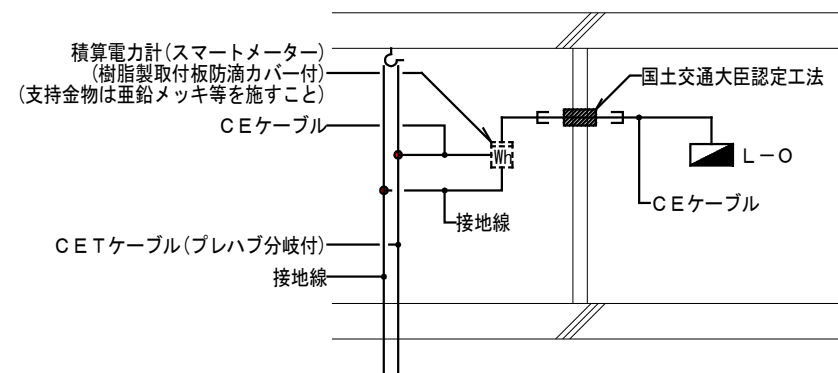 積算電力計(スマートメーター)
(樹脂製取付板防滴カバー付)
(支持金物は亜鉛メッキ等を施すこと)
CEケーブル
国土交通大臣認定工法
Wh
L-O
CEケーブル
接地線
CETケーブル(プレハブ分岐付)
接地線